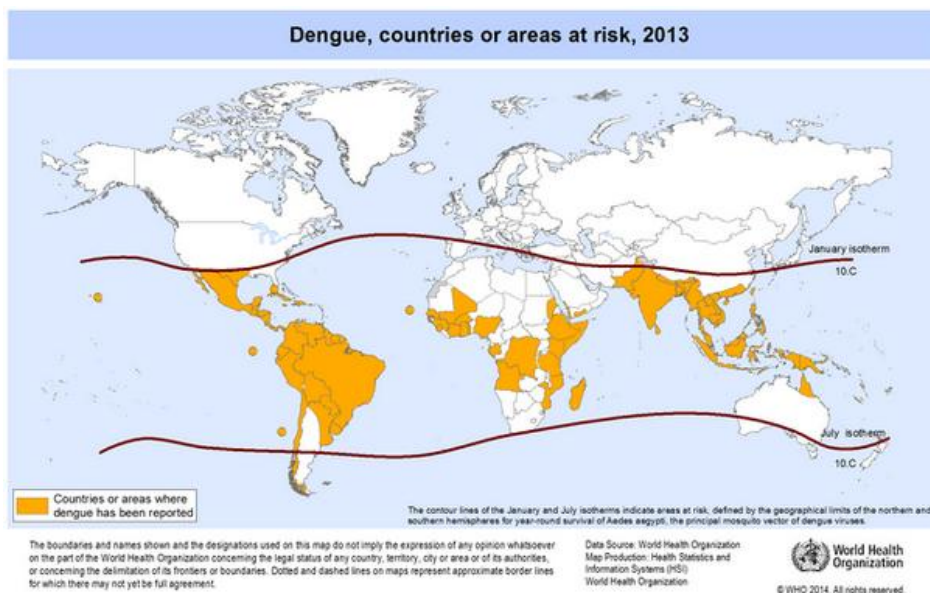 Dengue, countries or areas at risk, 2013
January isotherm
10.C
July isotherm
10.C
Countries or areas where
dengue has been reported
The contour lines of the January and July isotherms indicate areas at risk, defined by the geographical limits of the northern and
southern hemispheres for year-round survival of Aedes aegypti, the principal mosquito vector of dengue viruses.
The boundaries and names shown and the designations used on this map do not imply the expression of any opinion whatsoever
on the part of the World Health Organization concerning the legal status of any country, territory, city or area or of its authorities,
or concerning the delimitation of its frontiers or boundaries. Dotted and dashed lines on maps represent approximate border lines
for which there may not yet be full agreement.
Data Source: World Health Organization
Map Production: Health Statistics and
Information Systems (HSI)
World Health Organization
World Health
Organization
© WHO 2014. All rights reserved.